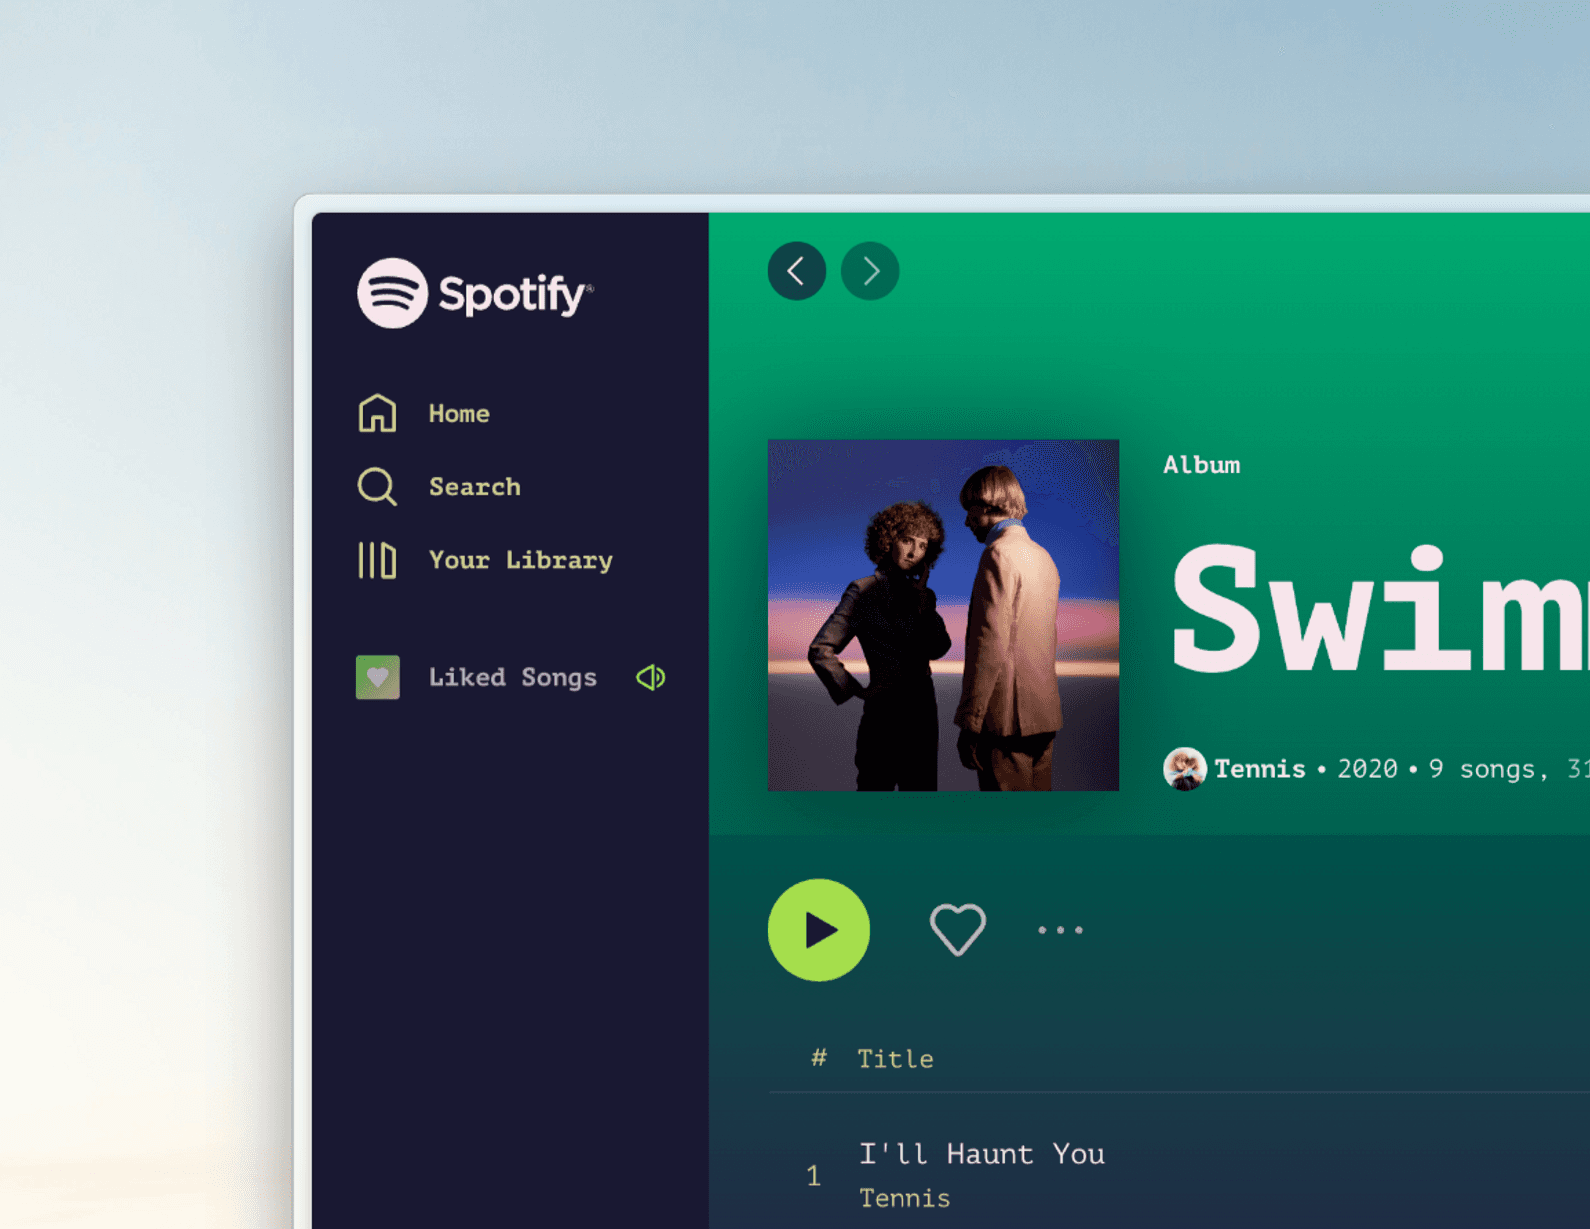 Spotify®
Home
Search
Your Library
Liked Songs
Album
Swim
Tennis • 2020 • 9 songs, 31
# Title
I'll Haunt You
1
Tennis